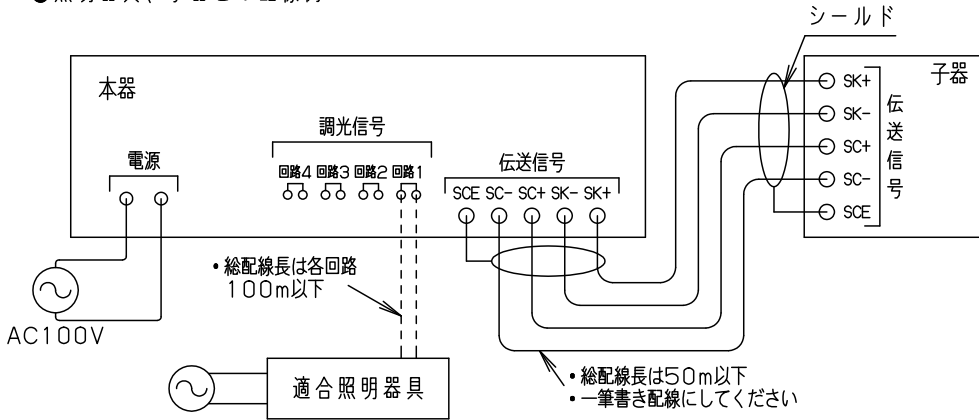 シールド
本器
子器
調光信号
電源
回路4 回路3 回路2 回路1
伝送信号
SCE SC- SC+ SK- SK+
SK+
SK-
SC+
SC-
SCE
伝送信号
・総配線長は各回路
100m以下
AC100V
適合照明器具
・総配線長は50m以下
・一筆書き配線にしてください